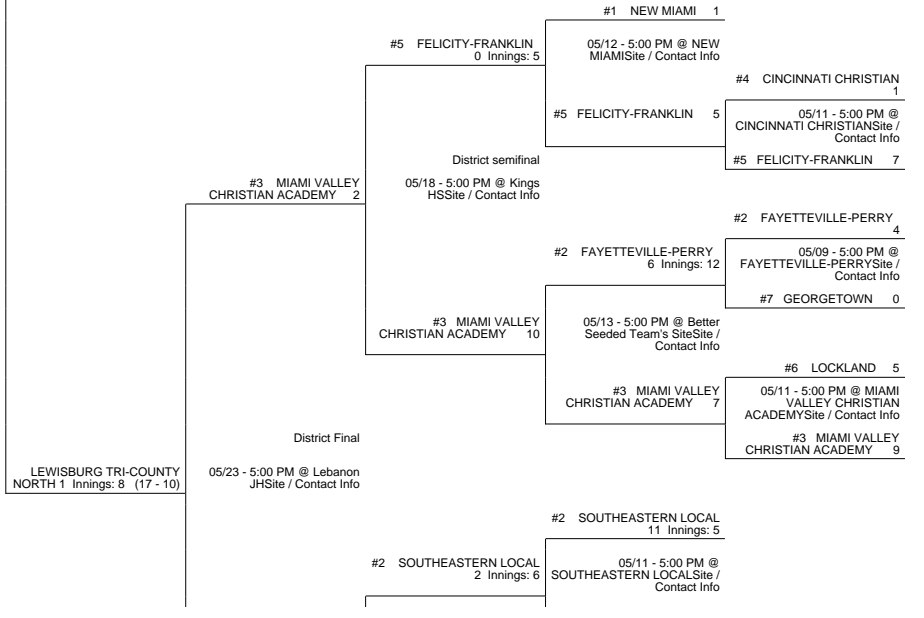 #1 NEW MIAMI 1
#5 FELICITY-FRANKLIN
0 Innings: 5
05/12 - 5:00 PM @ NEW
MIAMISite / Contact Info
#4 CINCINNATI CHRISTIAN
1
#5 FELICITY-FRANKLIN 5
05/11 - 5:00 PM @
CINCINNATI CHRISTIANSite /
Contact Info
#5 FELICITY-FRANKLIN 7
District semifinal
#3 MIAMI VALLEY
CHRISTIAN ACADEMY 2
05/18 - 5:00 PM @ Kings
HSSite / Contact Info
#2 FAYETTEVILLE-PERRY
4
#2 FAYETTEVILLE-PERRY
6 Innings: 12
05/09 - 5:00 PM @
FAYETTEVILLE-PERRYSite /
Contact Info
#7 GEORGETOWN 0
#3 MIAMI VALLEY
CHRISTIAN ACADEMY 10
05/13 - 5:00 PM @ Better
Seeded Team's SiteSite /
Contact Info
#6 LOCKLAND 5
#3 MIAMI VALLEY
CHRISTIAN ACADEMY 7
05/11 - 5:00 PM @ MIAMI
VALLEY CHRISTIAN
ACADEMYSite / Contact Info
#3 MIAMI VALLEY
CHRISTIAN ACADEMY 9
District Final
LEWISBURG TRI-COUNTY
NORTH 1 Innings: 8 (17 - 10)
05/23 - 5:00 PM @ Lebanon
JHSite / Contact Info
#2 SOUTHEASTERN LOCAL
11 Innings: 5
#2 SOUTHEASTERN LOCAL
2 Innings: 6
05/11 - 5:00 PM @
SOUTHEASTERN LOCALSite /
Contact Info